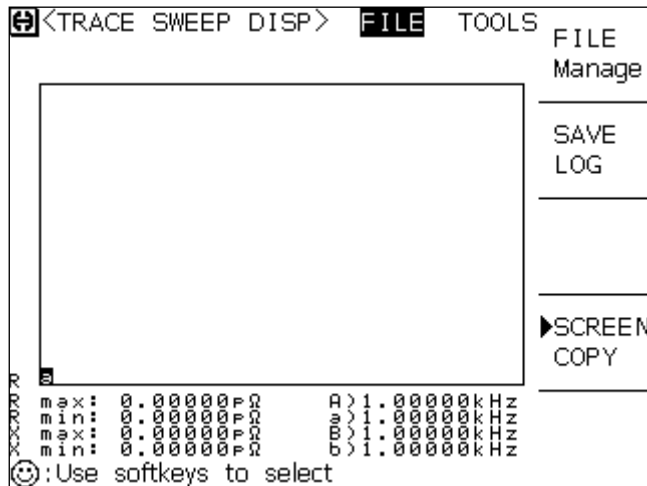 <TRACE SWEEP DISP> FILE TOOLS
FILE
Manage
SAVE
LOG
SCREEN
COPY
R a
R max: 0.00000pΩ A)1.00000kHz
R min: 0.00000pΩ a)1.00000kHz
X max: 0.00000pΩ B)1.00000kHz
X min: 0.00000pΩ b)1.00000kHz
:Use softkeys to select